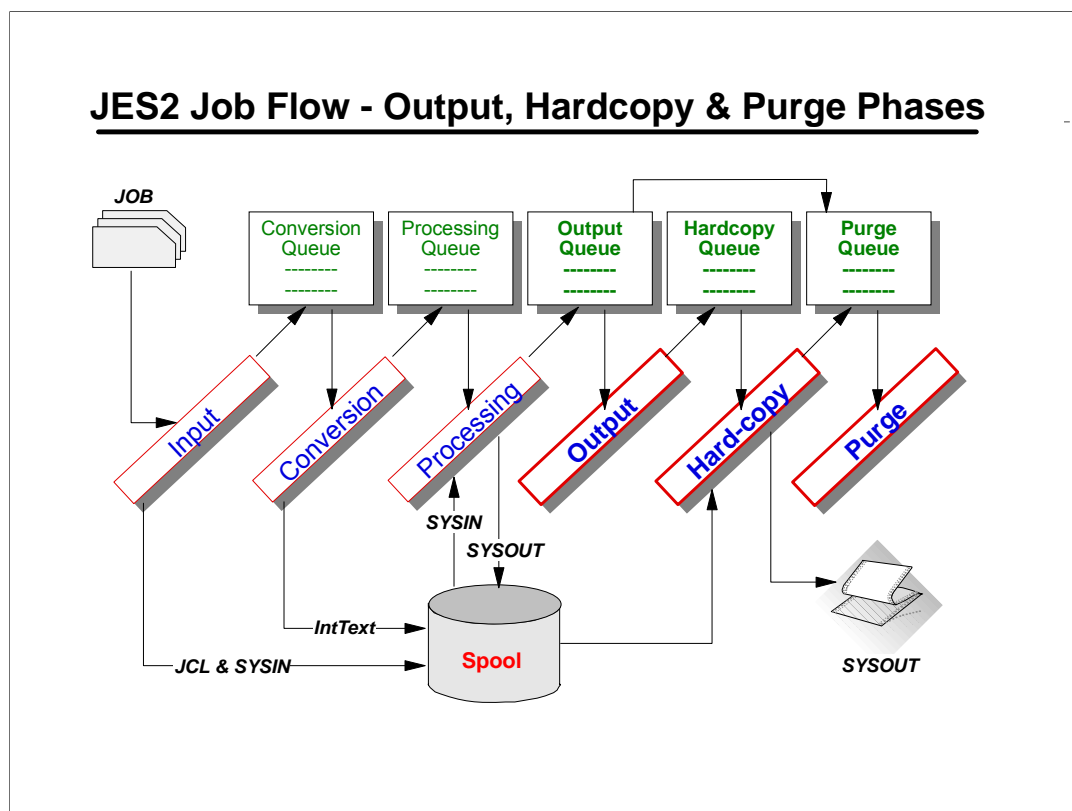 JES2 Job Flow - Output, Hardcopy & Purge Phases
JOB
Conversion
Queue
--------
--------
Processing
Queue
--------
--------
Output
Queue
--------
--------
Hardcopy
Queue
--------
--------
Purge
Queue
--------
--------
Input
Conversion
Processing
Output
Hard-copy
Purge
SYSIN
SYSOUT
IntText
JCL & SYSIN
Spool
SYSOUT